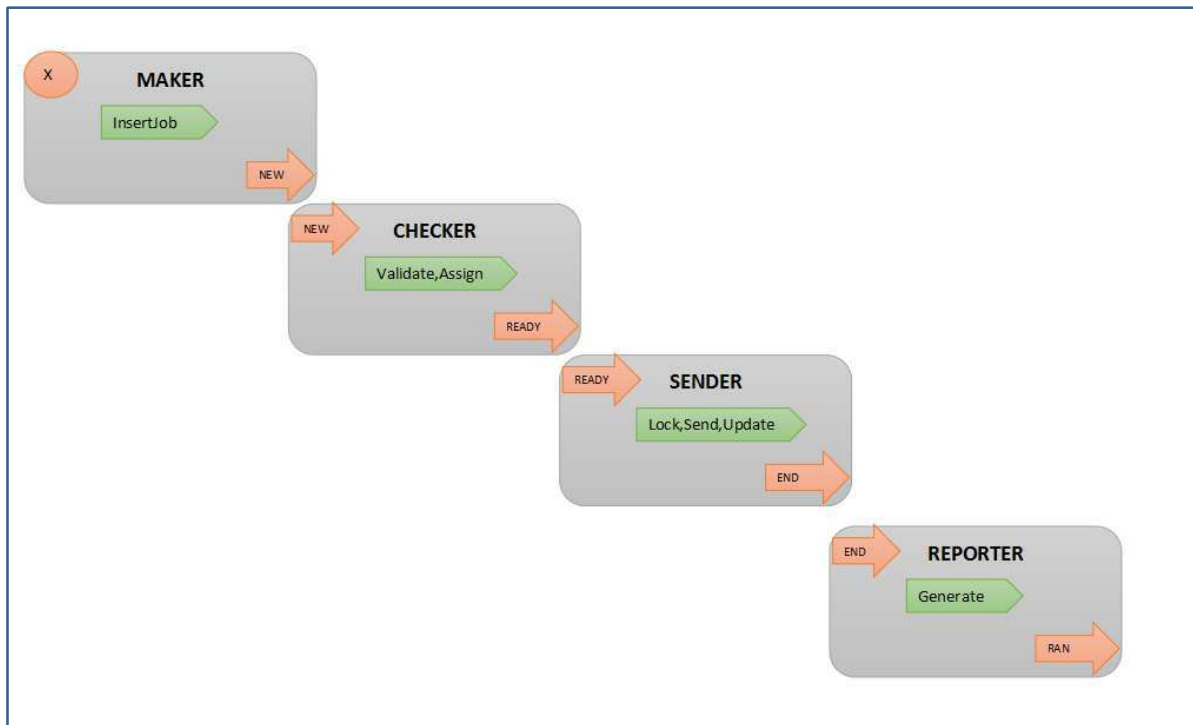 X
MAKER
InsertJob
NEW
NEW
CHECKER
Validate,Assign
READY
READY
SENDER
Lock,Send,Update
END
END
REPORTER
Generate
RAN